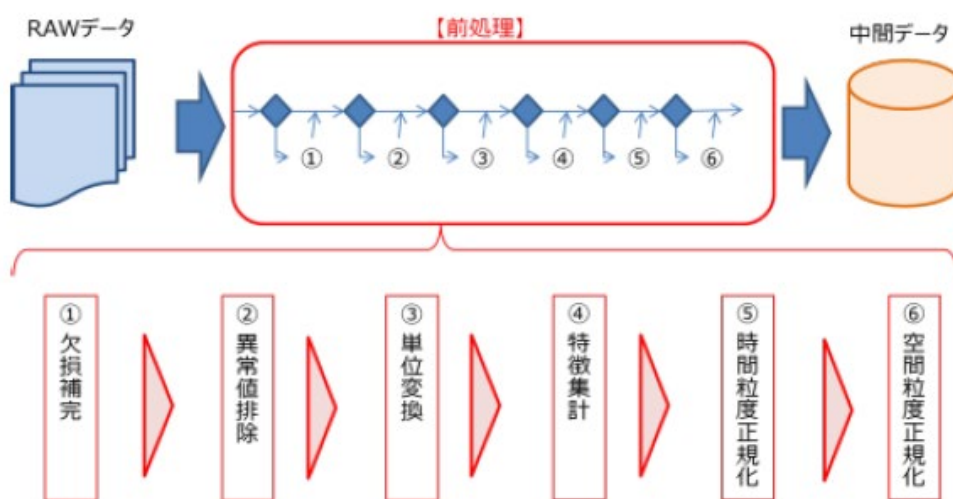 RAWデータ
【前処理】
中間データ
①
②
③
④
⑤
⑥
①欠損補完
②異常値排除
③単位変換
④特徴集計
⑤時間粒度正規化
⑥空間粒度正規化